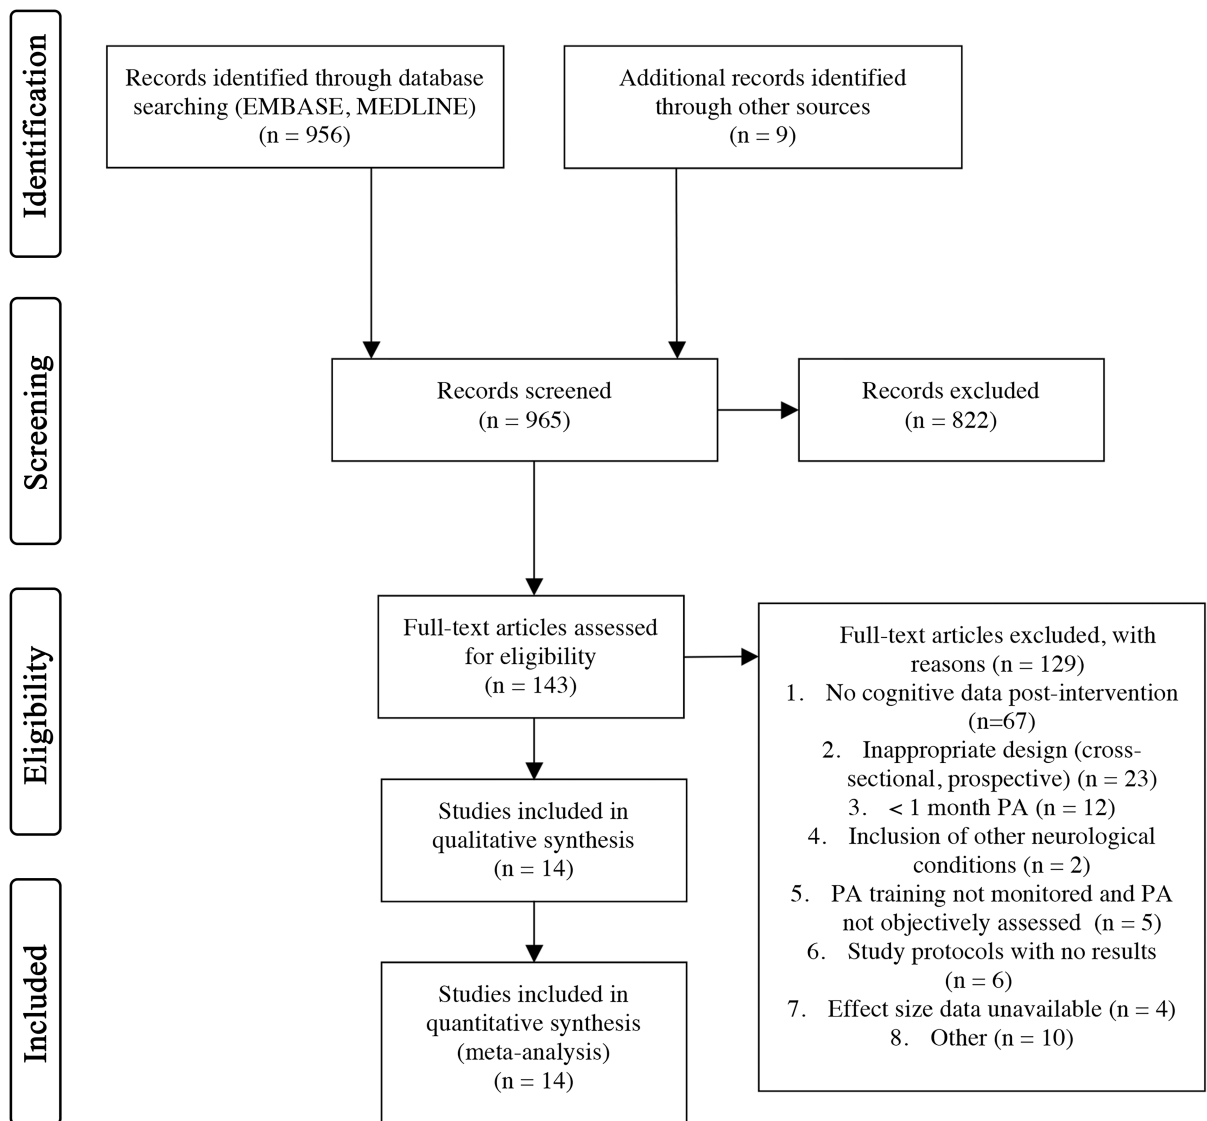 Identification
Records identified through database
searching (EMBASE, MEDLINE)
(n = 956)
Additional records identified
through other sources
(n = 9)
Screening
Records screened
(n = 965)
Records excluded
(n = 822)
Eligibility
Full-text articles assessed
for eligibility
(n = 143)
Full-text articles excluded, with
reasons (n = 129)
1. No cognitive data post-intervention
(n=67)
2. Inappropriate design (cross-
sectional, prospective) (n = 23)
3. < 1 month PA (n = 12)
4. Inclusion of other neurological
conditions (n = 2)
5. PA training not monitored and PA
not objectively assessed (n = 5)
6. Study protocols with no results
(n = 6)
7. Effect size data unavailable (n = 4)
8. Other (n = 10)
Studies included in
qualitative synthesis
(n = 14)
Included
Studies included in
quantitative synthesis
(meta-analysis)
(n = 14)